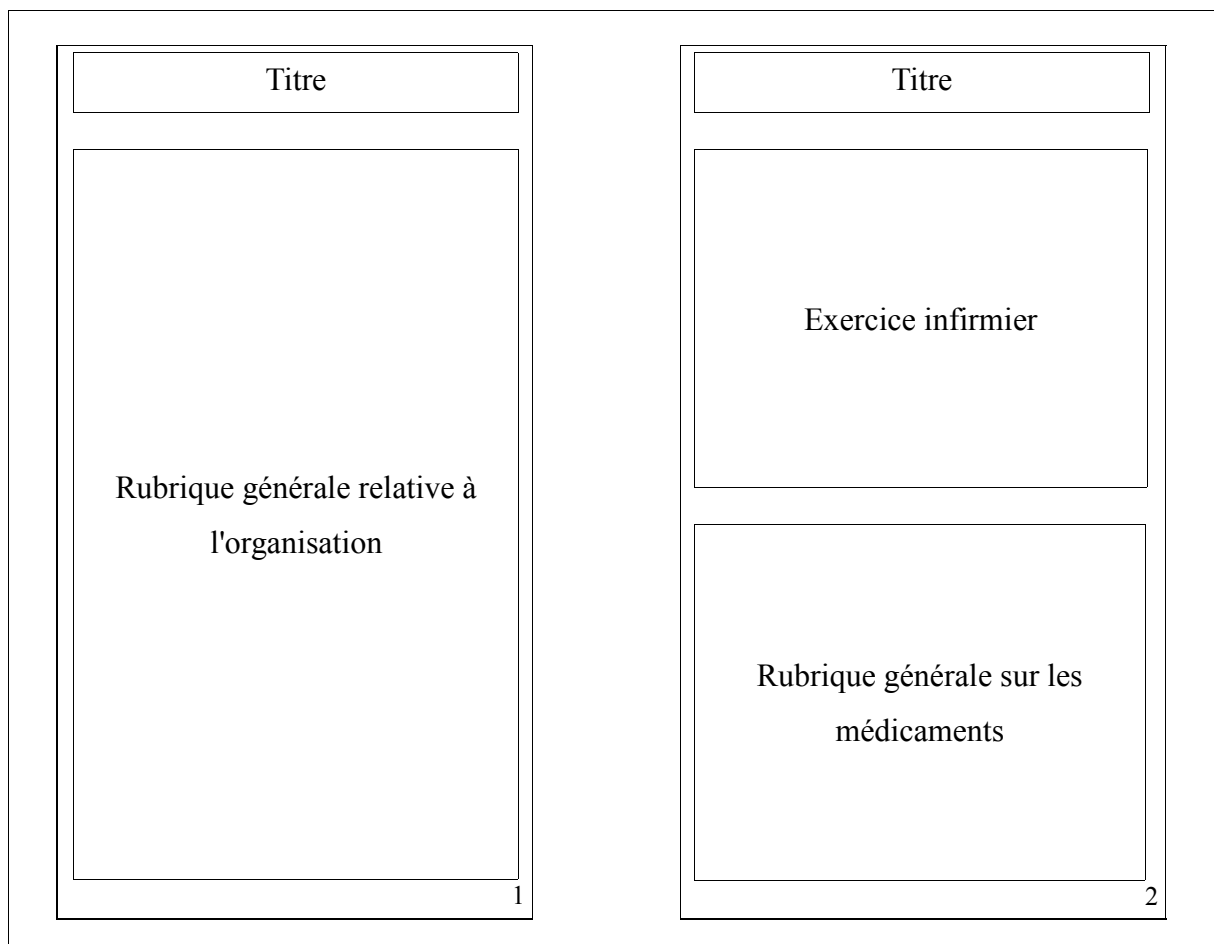 Titre
Rubrique générale relative à
l'organisation
1
Titre
Exercice infirmier
Rubrique générale sur les
médicaments
2